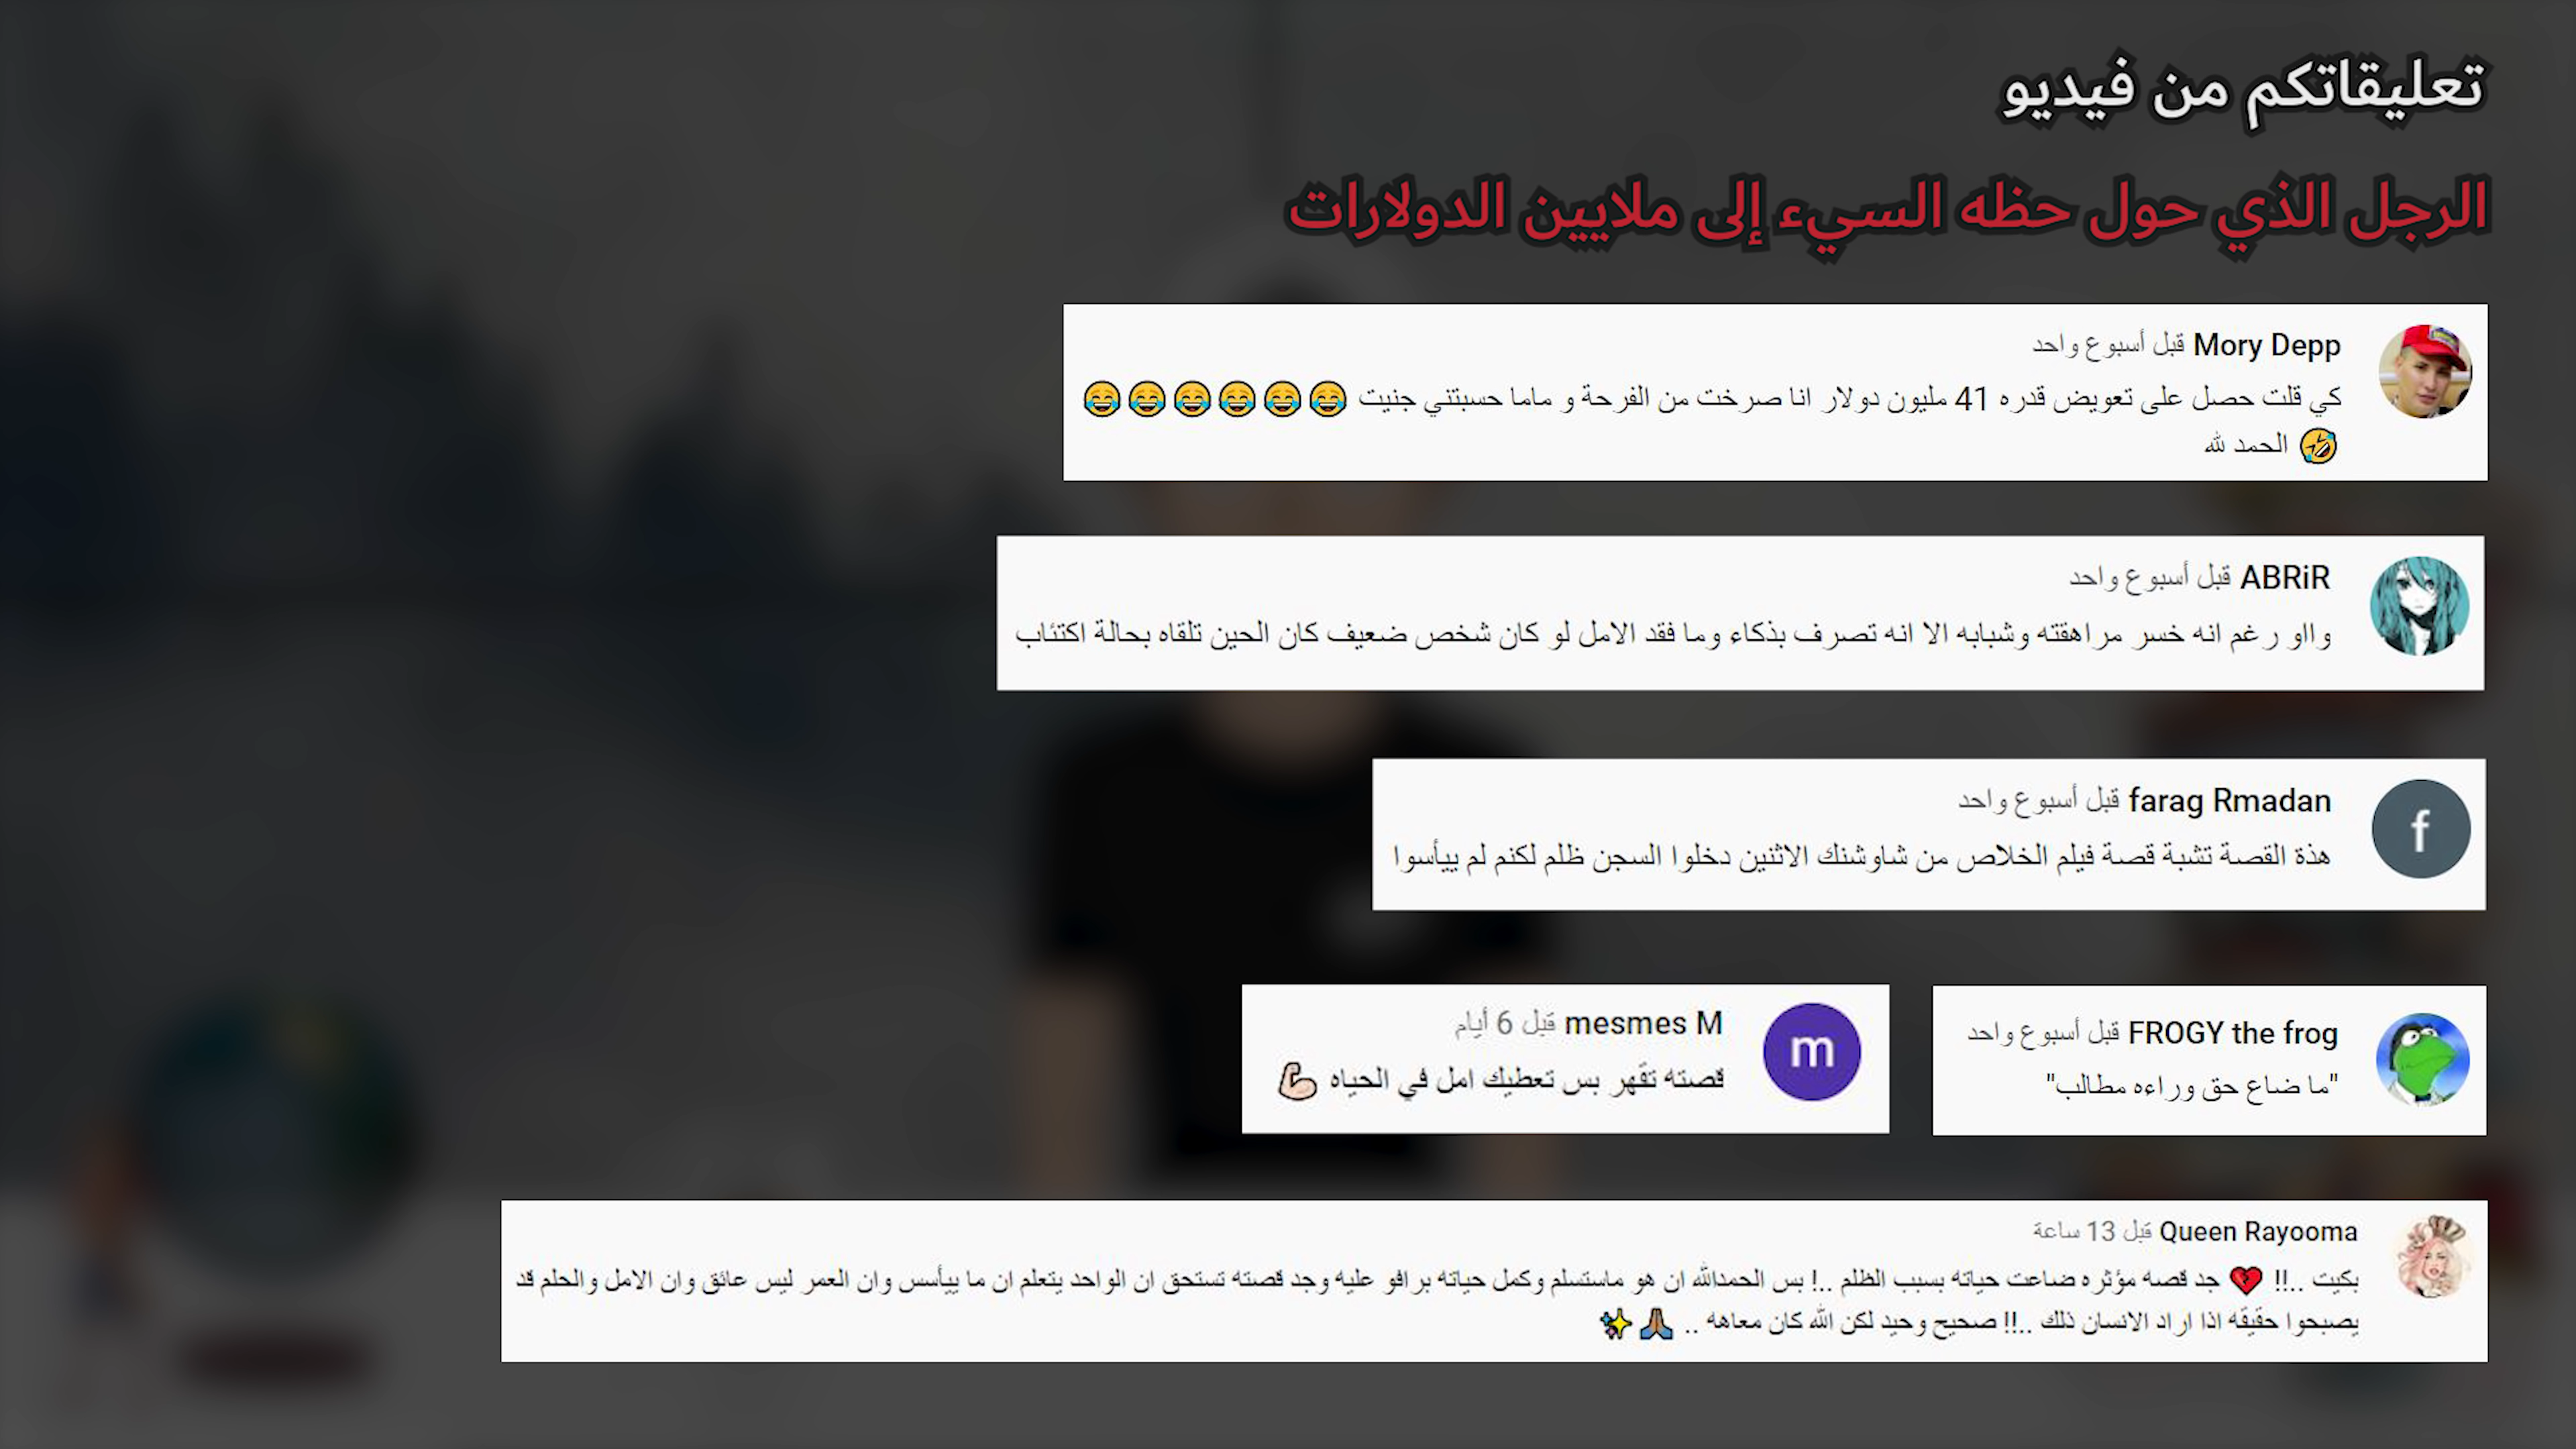 تعليقاتكم من فيديو
الرجل الذي حول حظه السيء إلى ملايين الدولارات
Mory Depp قبل أسبوع واحد
كي قلت حصل على تعويض قدره 41 مليون دولار انا صرخت من الفرحة و ماما حسبتني جنيت 😂😂😂😂😂😂
🤣 الحمد لله
ABRiR قبل أسبوع واحد
وااو رغم انه خسر مراهقته وشبابه الا انه تصرف بذكاء وما فقد الامل لو كان شخص ضعيف كان الحين تلقاه بحالة اكتئاب
f
farag Rmadan قبل أسبوع واحد
هذة القصة تشبة قصة فيلم الخلاص من شاوشنك الاثنين دخلوا السجن ظلم لكنم لم ييأسوا
FROGY the frog قبل أسبوع واحد
"ما ضاع حق وراءه مطالب"
m
mesmes M قبل 6 أيام
قصته تقهر بس تعطيك امل في الحياه 💪🏻
Queen Rayooma قبل 13 ساعة
بكيت ..!! 💔 جد قصه مؤثره ضاعت حياته بسبب الظلم ..! بس الحمدالله ان هو ماستسلم وكمل حياته برافو عليه وجد قصته تستحق ان الواحد يتعلم ان ما ييأسس وان العمر ليس عائق وان الامل والحلم قد
يصبحوا حقيقه اذا اراد الانسان ذلك ..!! صحيح وحيد لكن الله كان معاهه .. 🙏🏽✨